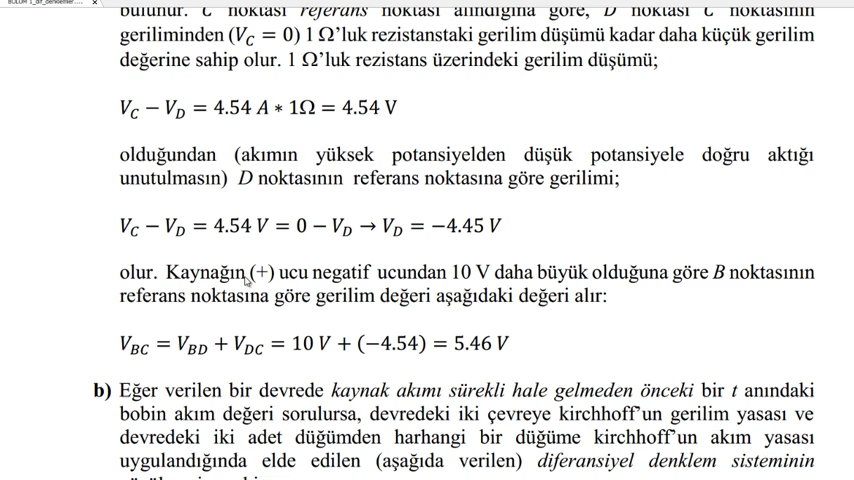 BÖLÜM 1_dif_denklemler....
bulunur. C noktası referans noktası alındığına göre, D noktası C noktasının
geriliminden (V_C = 0) 1 Ω’luk rezistanstaki gerilim düşümü kadar daha küçük gerilim
değerine sahip olur. 1 Ω’luk rezistans üzerindeki gerilim düşümü;
V_C − V_D = 4.54 A ∗ 1Ω = 4.54 V
olduğundan (akımın yüksek potansiyelden düşük potansiyele doğru aktığı
unutulmasın) D noktasının referans noktasına göre gerilimi;
V_C − V_D = 4.54 V = 0 − V_D → V_D = −4.45 V
olur. Kaynağın (+) ucu negatif ucundan 10 V daha büyük olduğuna göre B noktasının
referans noktasına göre gerilim değeri aşağıdaki değeri alır:
V_BC = V_BD + V_DC = 10 V + (−4.54) = 5.46 V
b) Eğer verilen bir devrede kaynak akımı sürekli hale gelmeden önceki bir t anındaki
bobin akım değeri sorulursa, devredeki iki çevreye kirchhoff’un gerilim yasası ve
devredeki iki adet düğümden harhangi bir düğüme kirchhoff’un akım yasası
uygulandığında elde edilen (aşağıda verilen) diferansiyel denklem sisteminin